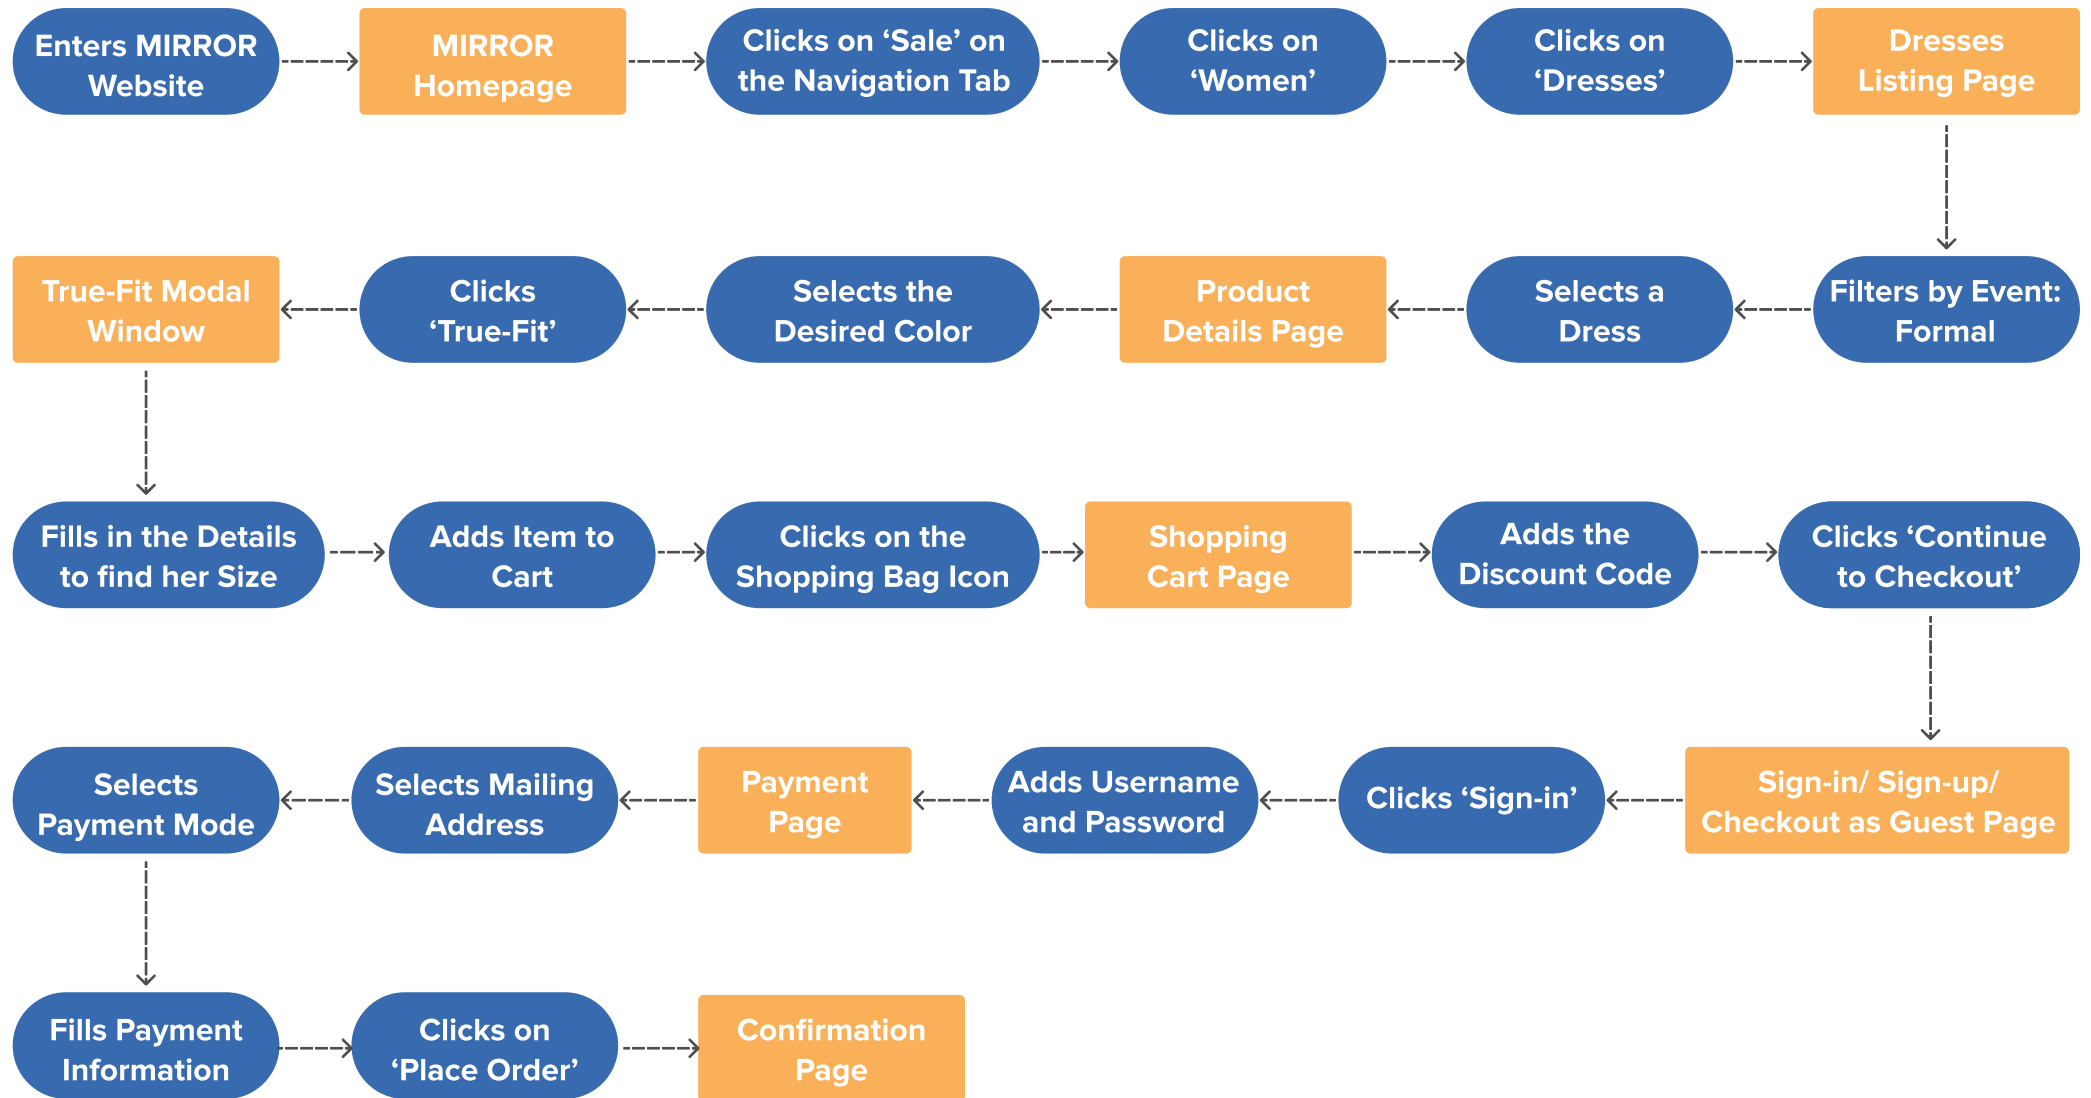 Enters MIRROR
Website
MIRROR
Homepage
Clicks on ‘Sale’ on
the Navigation Tab
Clicks on
‘Women’
Clicks on
‘Dresses’
Dresses
Listing Page
Filters by Event:
Formal
Selects a
Dress
Product
Details Page
Selects the
Desired Color
Clicks
‘True-Fit’
True-Fit Modal
Window
Fills in the Details
to find her Size
Adds Item to
Cart
Clicks on the
Shopping Bag Icon
Shopping
Cart Page
Adds the
Discount Code
Clicks ‘Continue
to Checkout’
Sign-in/ Sign-up/
Checkout as Guest Page
Clicks ‘Sign-in’
Adds Username
and Password
Payment
Page
Selects Mailing
Address
Selects
Payment Mode
Fills Payment
Information
Clicks on
‘Place Order’
Confirmation
Page